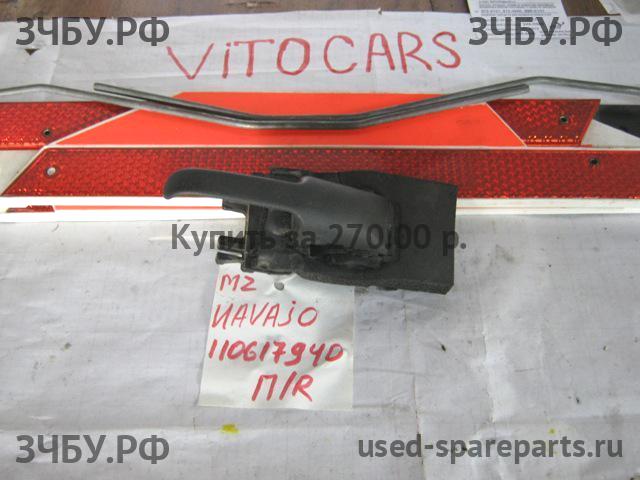 ЗЧБУ.РФ
ЗЧБУ.РФ
VITOCARS
Купить за 270.00 р.
MZ
NAVAJO
110617940
П/R
ЗЧБУ.РФ
used-spareparts.ru